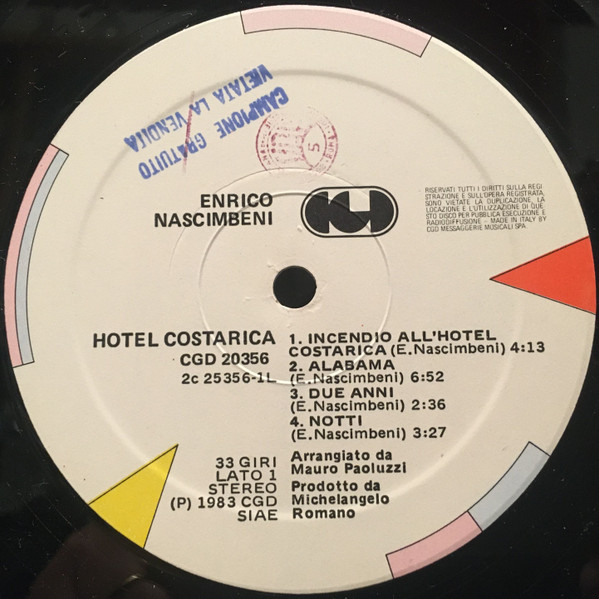 CAMPIONE GRATUITO
VIETATA LA VENDITA
5
ENRICO
NASCIMBENI
CGD
RISERVATI TUTTI I DIRITTI SULLA REGI
STRAZIONE E SULL'OPERA REGISTRATA.
SONO VIETATE LA DUPLICAZIONE, LA
LOCAZIONE E L'UTILIZZAZIONE DI QUE
STO DISCO PER PUBBLICA ESECUZIONE E
RADIODIFFUSIONE - MADE IN ITALY BY
CGD MESSAGGERIE MUSICALI SPA
HOTEL COSTARICA
CGD 20356
2c 25356-1L
1. INCENDIO ALL'HOTEL
COSTARICA (E. Nascimbeni) 4:13
2. ALABAMA
(E. Nascimbeni) 6:52
3. DUE ANNI
(E. Nascimbeni) 2:36
4. NOTTI
(E. Nascimbeni) 3:27
33 GIRI
LATO 1
STEREO
(P) 1983 CGD
SIAE
Arrangiato da
Mauro Paoluzzi
Prodotto da
Michelangelo
Romano